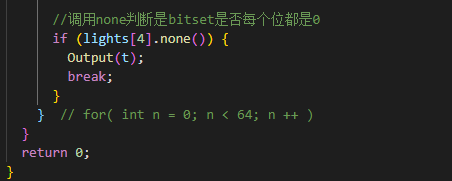 //调用none判断是bitset是否每个位都是0
if (lights[4].none()) {
Output(t);
break;
}
} // for( int n = 0; n < 64; n ++ )
}
return 0;
}